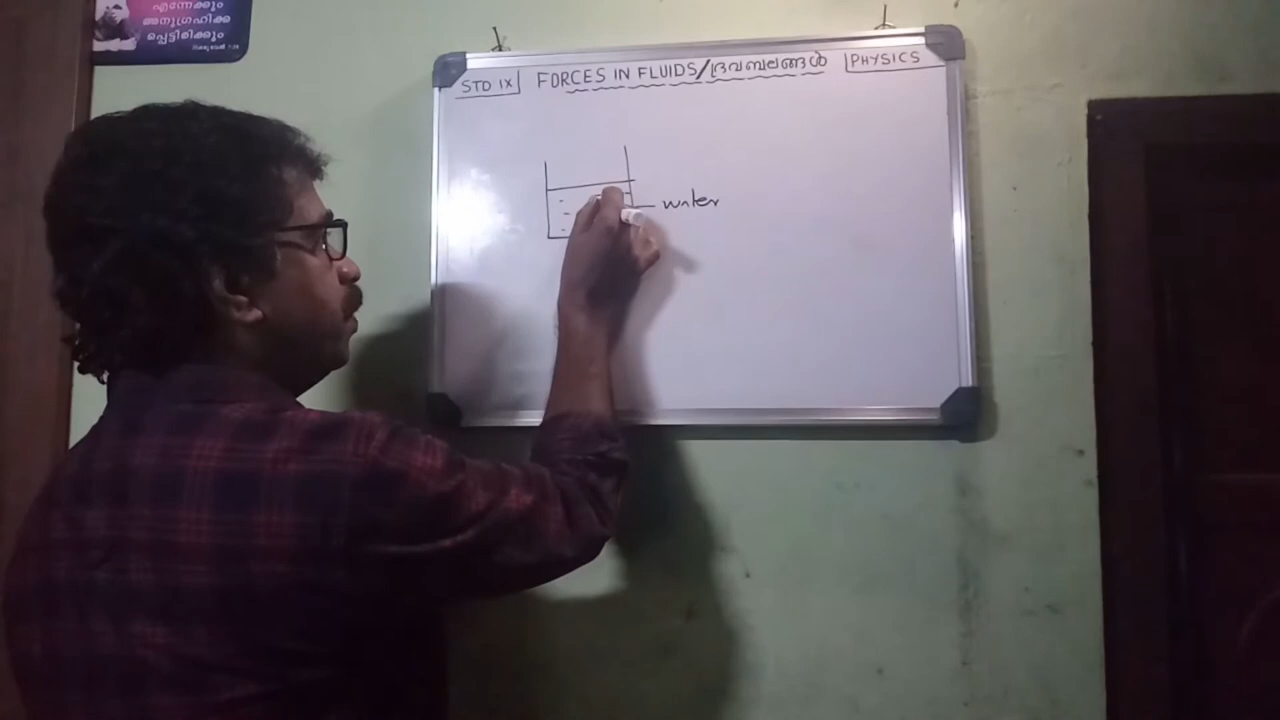 എന്നേക്കും
അനുഗ്രഹിക്ക
പ്പെട്ടിരിക്കും
STD IX
FORCES IN FLUIDS/ദ്രവബലങ്ങൾ
PHYSICS
water